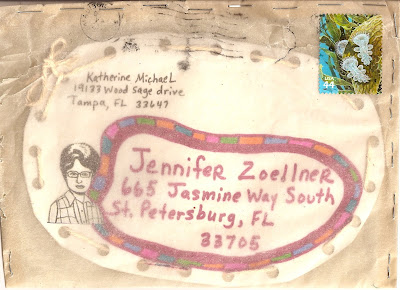 Katherine Michael
19133 Wood Sage drive
Tampa, FL 33647
USA
44
Jennifer Zoellner
665 Jasmine Way South
St. Petersburg, FL
33705